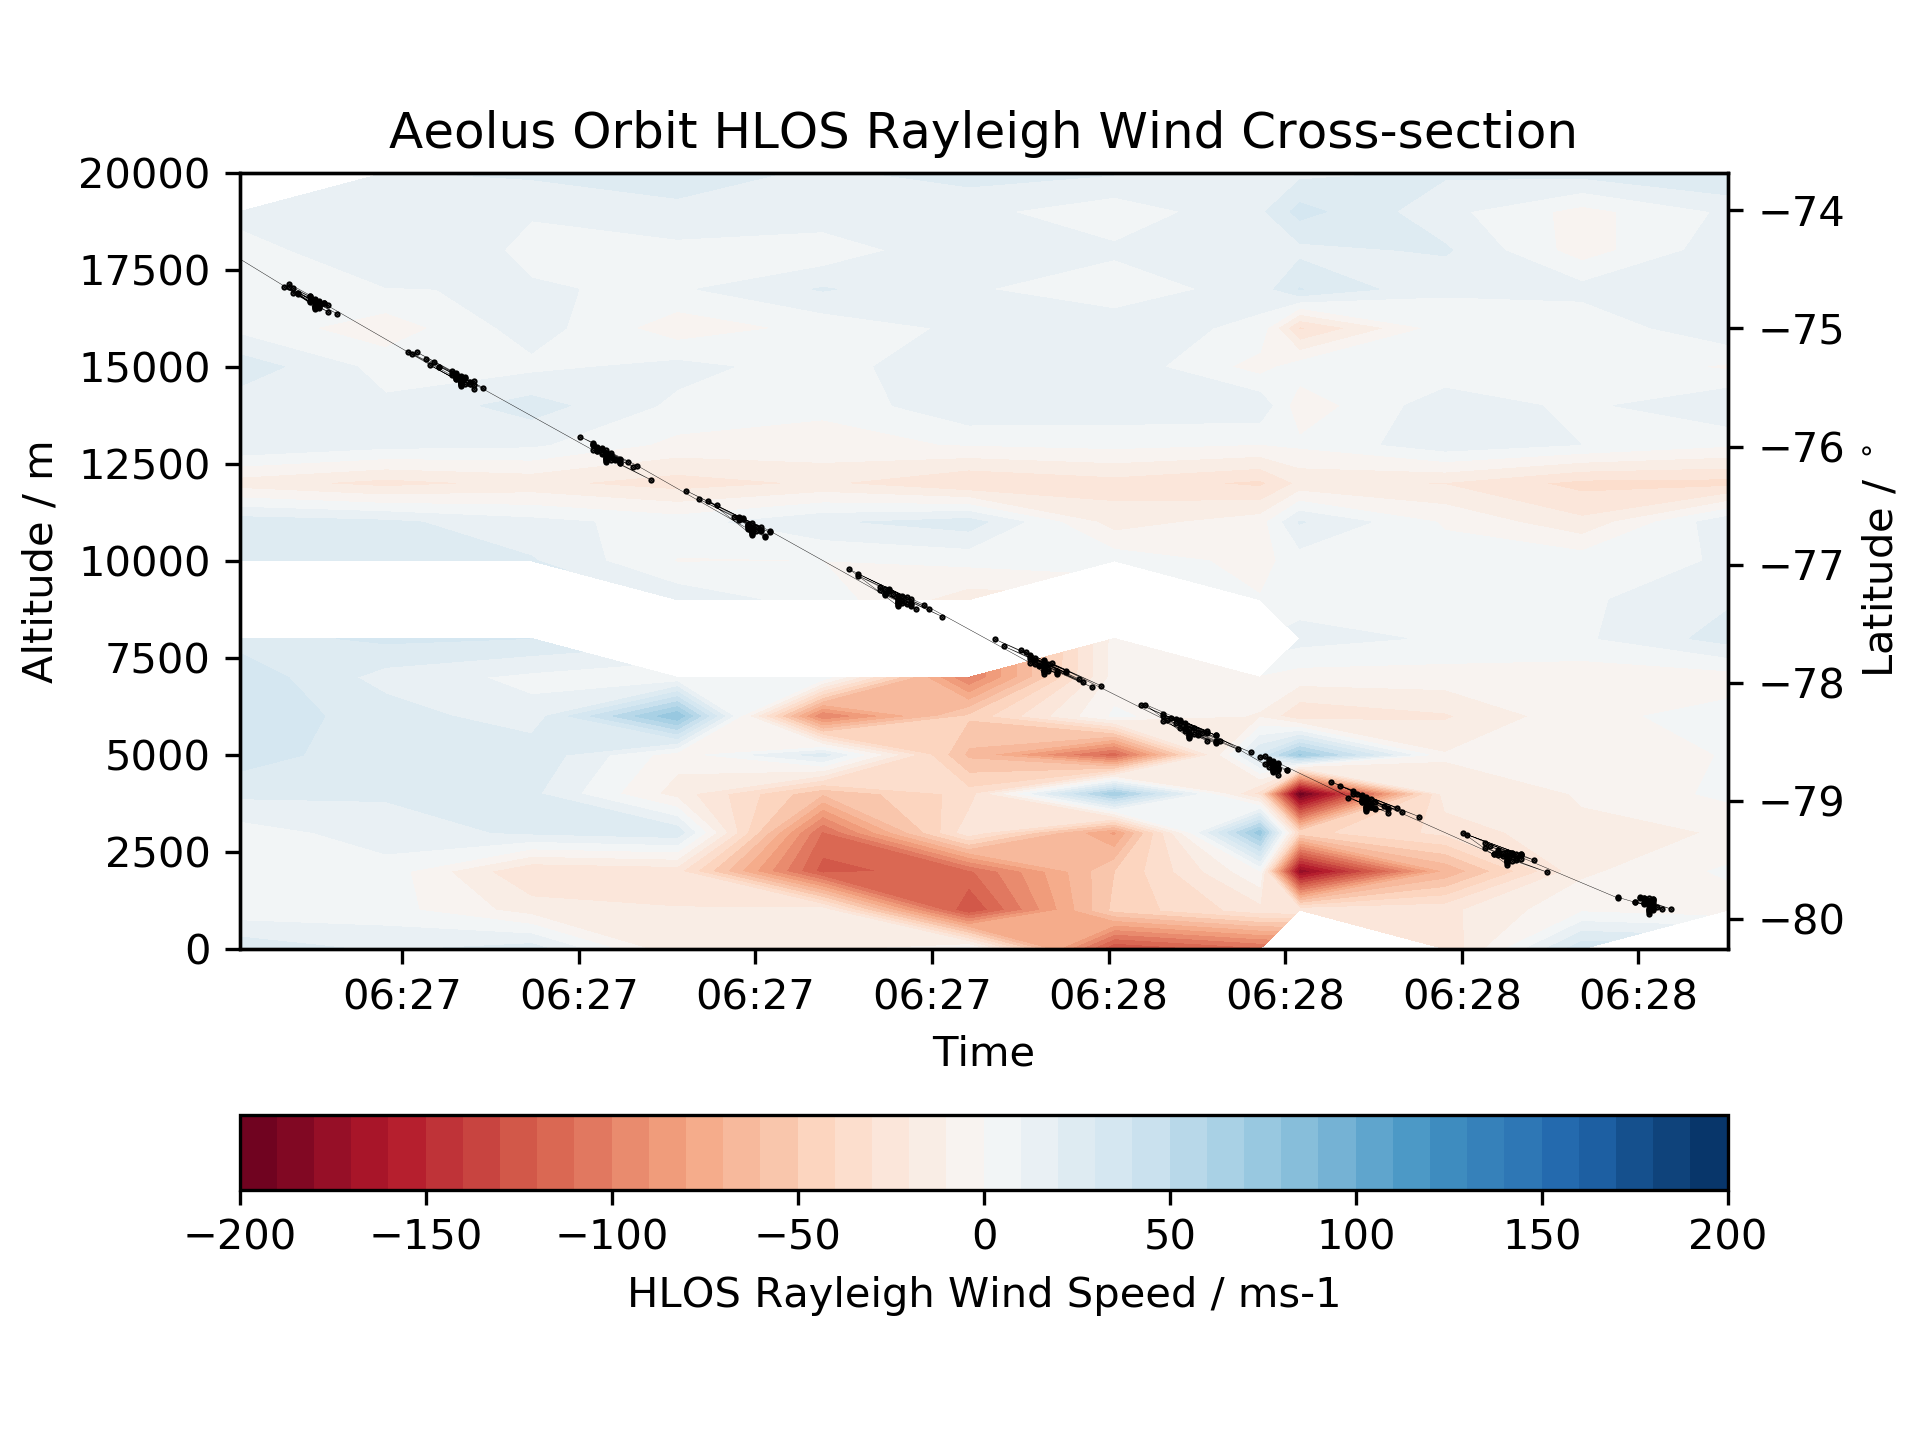 Aeolus Orbit HLOS Rayleigh Wind Cross-section
20000
17500
15000
12500
10000
7500
5000
2500
0
Altitude / m
−74
−75
−76
−77
−78
−79
−80
Latitude / °
06:27 06:27 06:27 06:27 06:28 06:28 06:28 06:28
Time
−200 −150 −100 −50 0 50 100 150 200
HLOS Rayleigh Wind Speed / ms-1